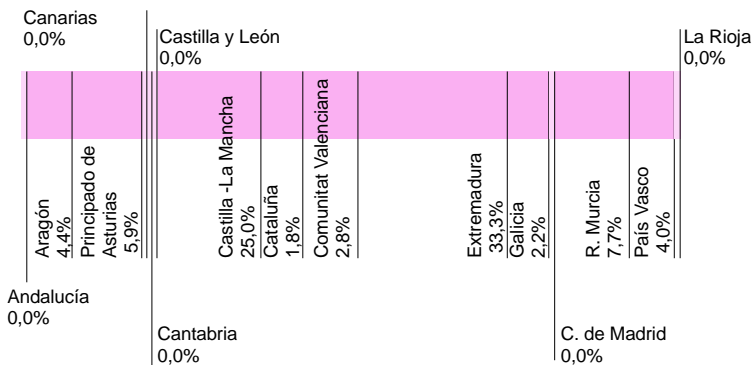 Canarias
0,0%
Castilla y León
0,0%
La Rioja
0,0%
Aragón
4,4%
Principado de
Asturias
5,9%
Castilla -La Mancha
25,0%
Cataluña
1,8%
Comunitat Valenciana
2,8%
Extremadura
33,3%
Galicia
2,2%
R. Murcia
7,7%
País Vasco
4,0%
Andalucía
0,0%
Cantabria
0,0%
C. de Madrid
0,0%